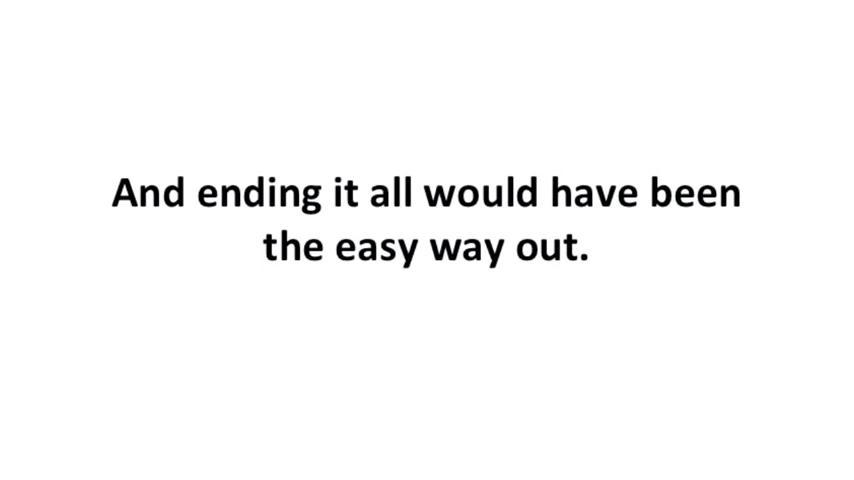 And ending it all would have been
the easy way out.